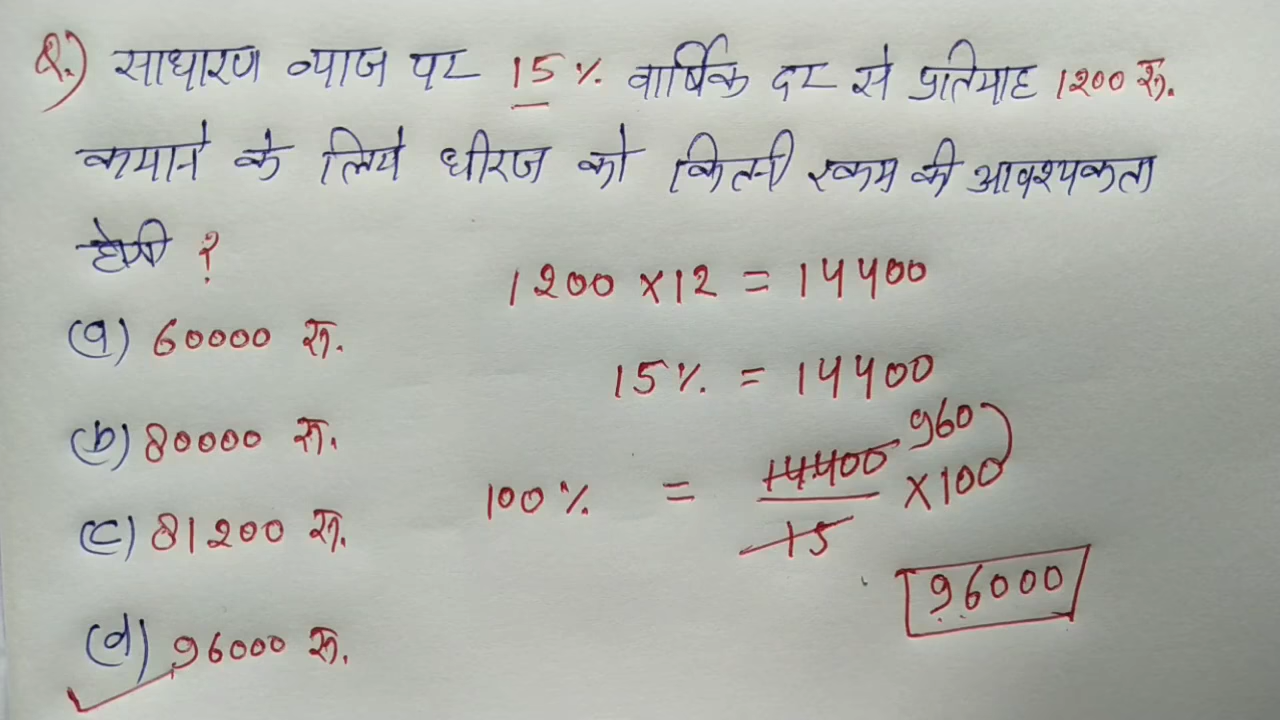 Q.) साधारण ब्याज पर 15% वार्षिक दर से प्रतिमाह 1200 रु.
कमाने के लिये धीरज को कितनी रकम की आवश्यकता
होगी ?
1200 × 12 = 14400
(a) 60000 रु.
15% = 14400
(b) 80000 रु.
960
100% = 14400 × 100
15
(c) 81200 रु.
96000
(d) 96000 रु.